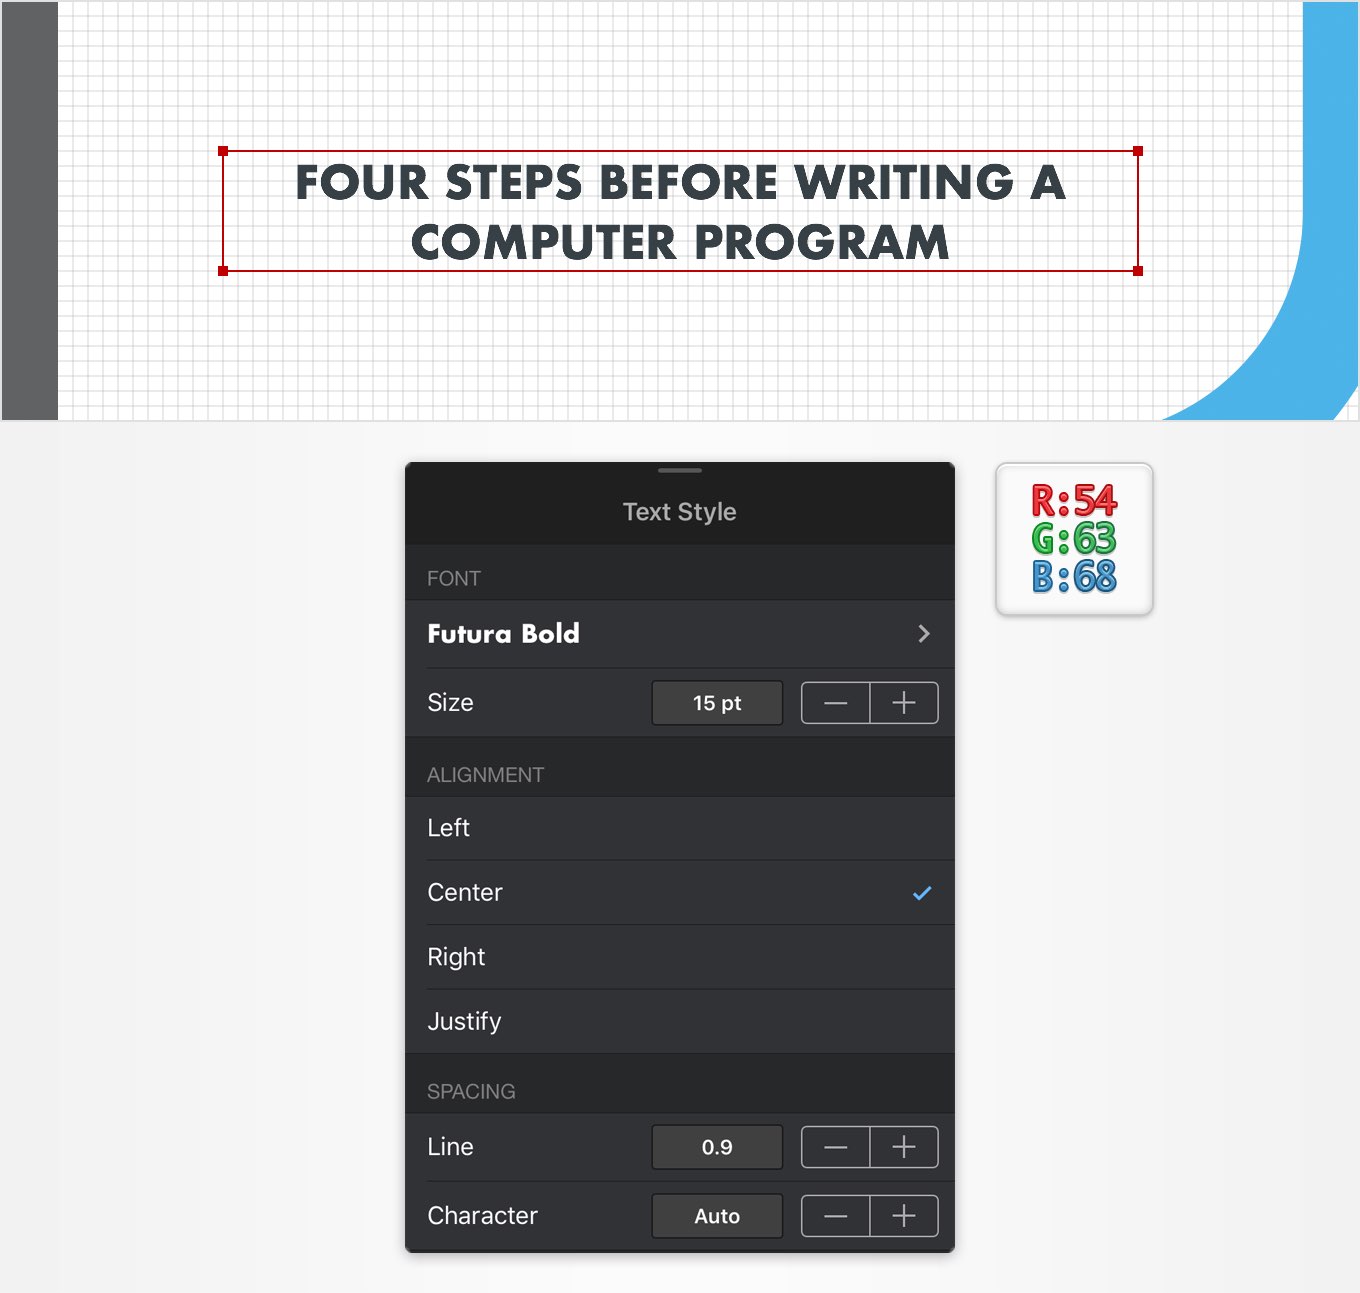 FOUR STEPS BEFORE WRITING A
COMPUTER PROGRAM
Text Style
R:54
G:63
B:68
FONT
Futura Bold
Size 15 pt
ALIGNMENT
Left
Center
Right
Justify
SPACING
Line 0.9
Character Auto